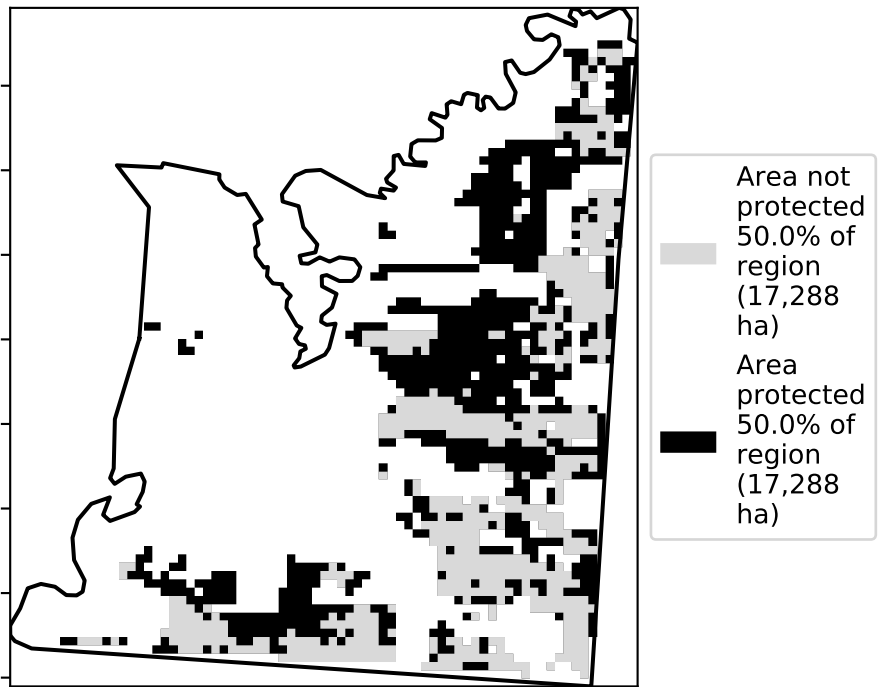 Area not
protected
50.0% of
region
(17,288
ha)
Area
protected
50.0% of
region
(17,288
ha)